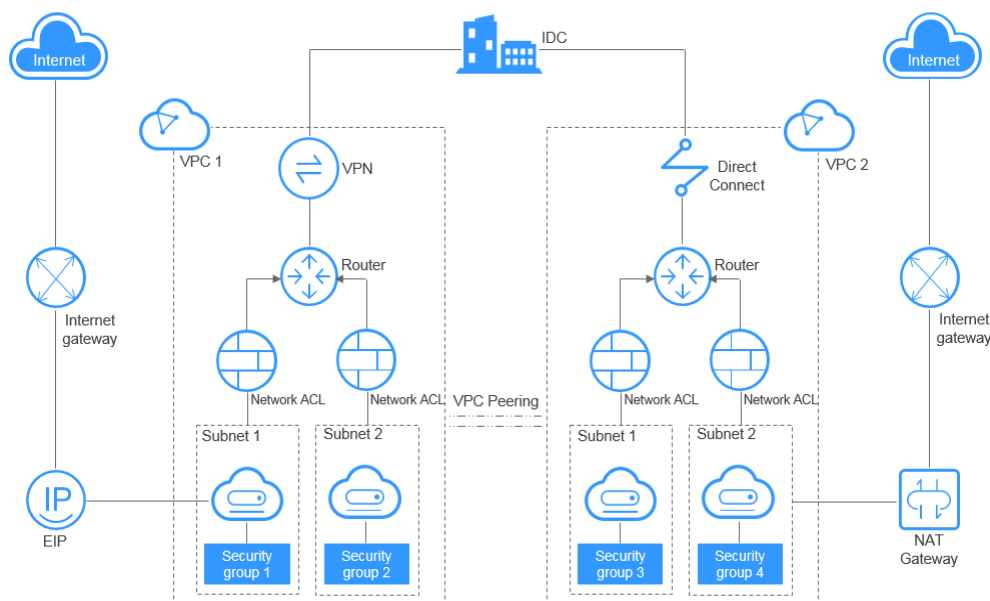 Internet
IDC
Internet
VPC 1
VPN
Direct
Connect
VPC 2
Router
Router
Internet
gateway
Internet
gateway
Network ACL
Network ACL
VPC Peering
Network ACL
Network ACL
Subnet 1
Subnet 2
Subnet 1
Subnet 2
IP
EIP
NAT
Gateway
Security
group 1
Security
group 2
Security
group 3
Security
group 4